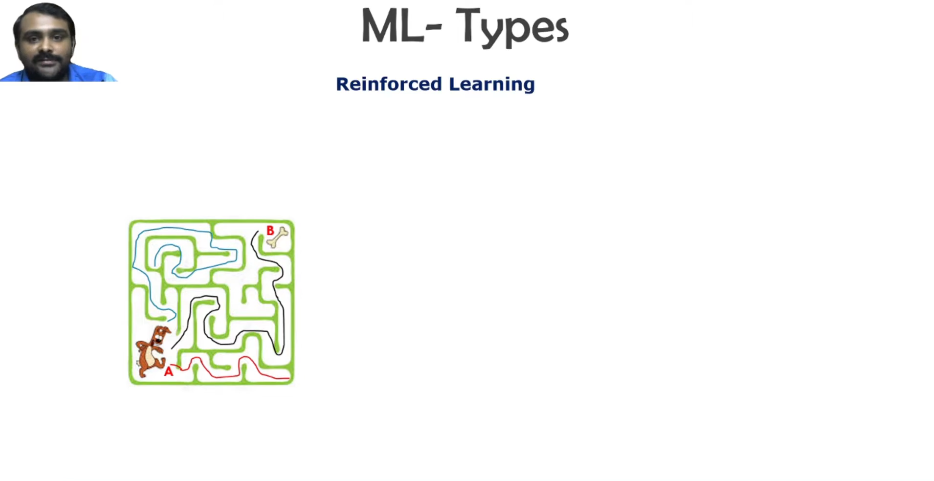 ML- Types
Reinforced Learning
B
A